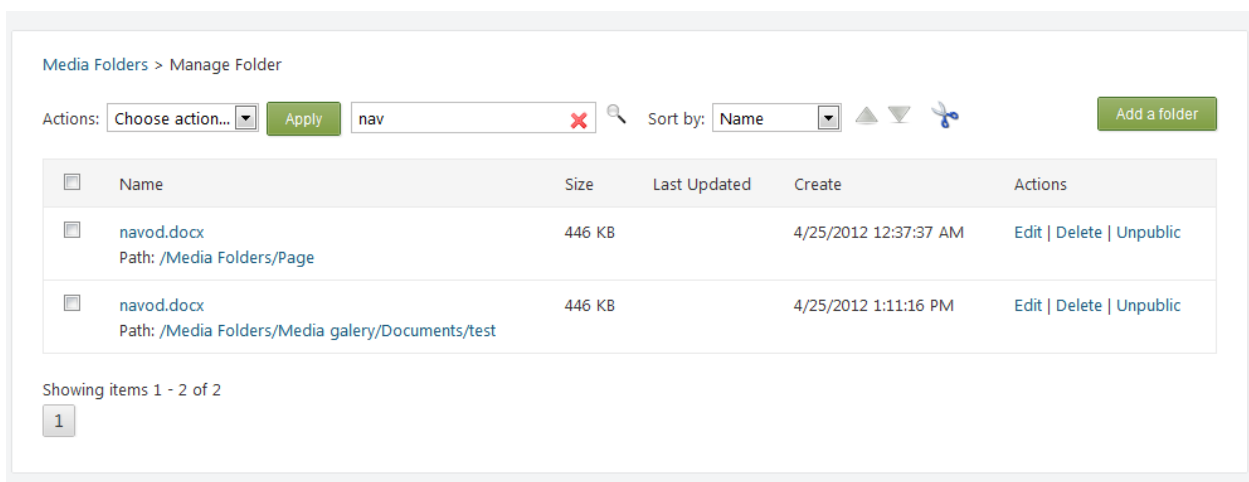 Media Folders > Manage Folder
Actions: Choose action... Apply nav Sort by: Name Add a folder
Name Size Last Updated Create Actions
navod.docx 446 KB 4/25/2012 12:37:37 AM Edit | Delete | Unpublic
Path: /Media Folders/Page
navod.docx 446 KB 4/25/2012 1:11:16 PM Edit | Delete | Unpublic
Path: /Media Folders/Media galery/Documents/test
Showing items 1 - 2 of 2
1